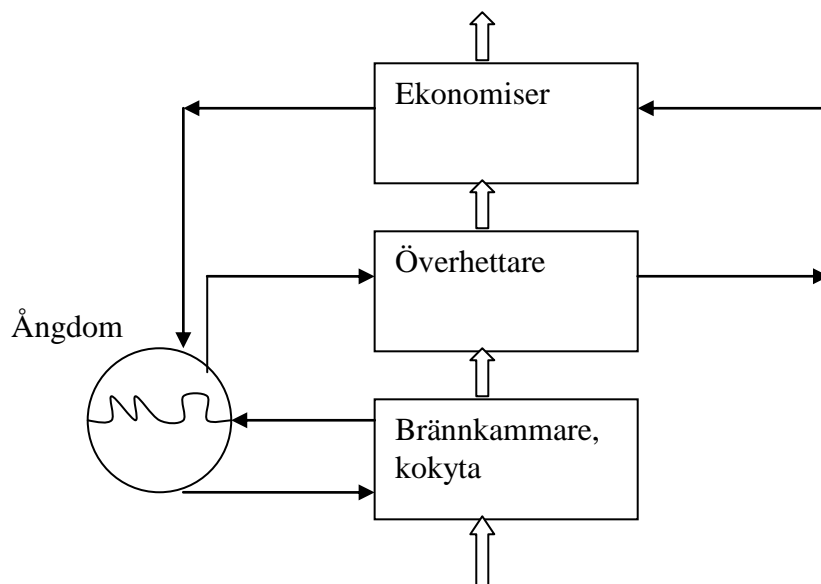 Ekonomiser
Överhettare
Ångdom
Brännkammare,
kokyta